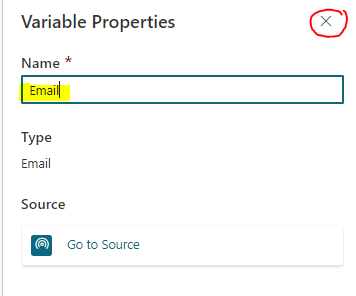 Variable Properties
Name *
Email
Type
Email
Source
Go to Source